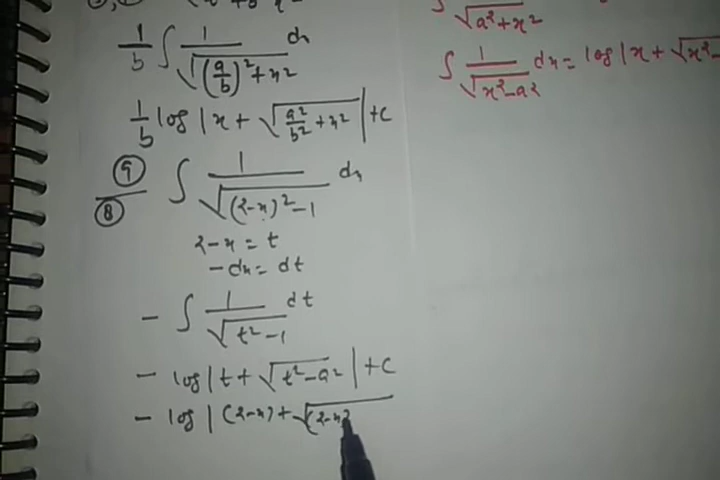 1/b ∫ 1/√((a/b)²+x²) dx
1/b log|x + √(a²/b² + x²)| + c
9/8 ∫ 1/√((2-x)²-1) dx
2-x = t
-dx = dt
- ∫ 1/√(t²-1) dt
- log|t + √(t²-a²)| + c
- log|(2-x) + √(2-x)
√(a²+x²)
∫ 1/√(x²-a²) dx = log|x + √x²-